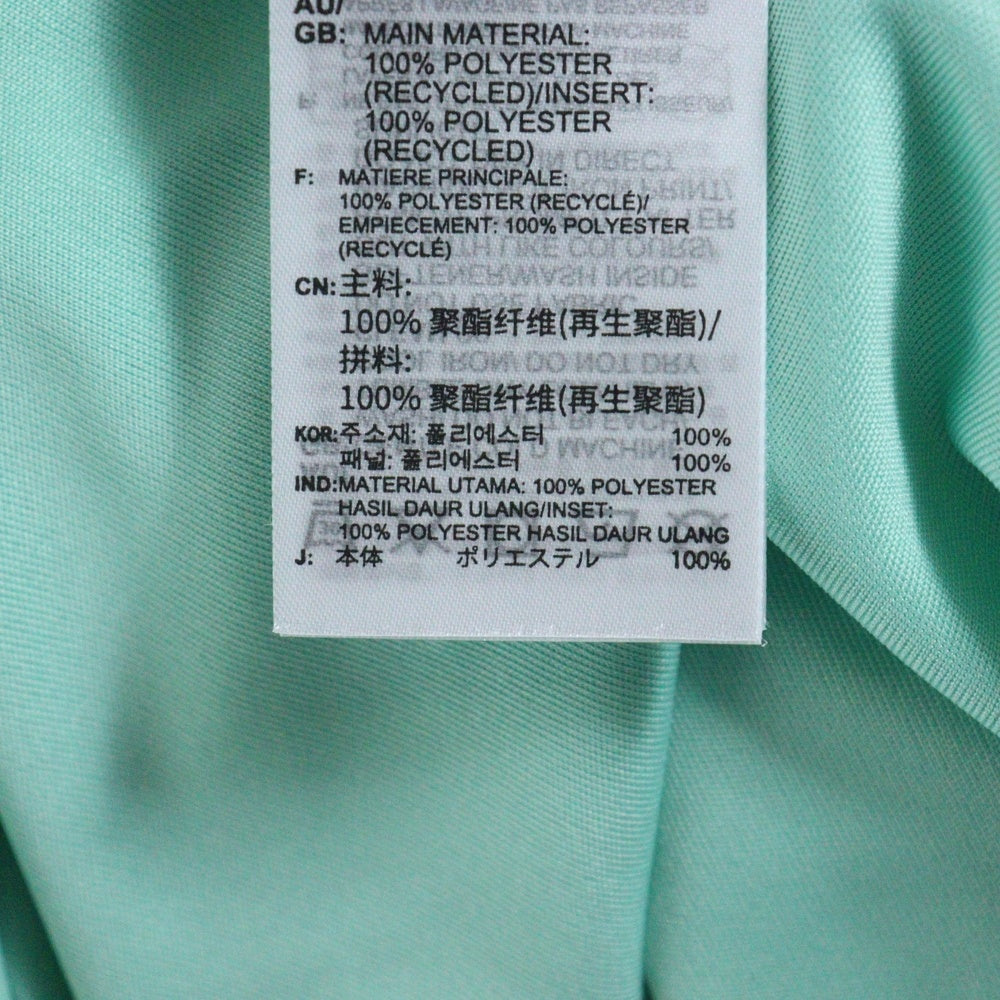 AU/
GB: MAIN MATERIAL:
100% POLYESTER
(RECYCLED)/INSERT:
100% POLYESTER
(RECYCLED)
F: MATIERE PRINCIPALE:
100% POLYESTER (RECYCLÉ)/
EMPIECEMENT: 100% POLYESTER
(RECYCLÉ)
CN: 主料:
100% 聚酯纤维(再生聚酯)/
拼料:
100% 聚酯纤维(再生聚酯)
KOR: 주소재: 폴리에스터 100%
패널: 폴리에스터 100%
IND: MATERIAL UTAMA: 100% POLYESTER
HASIL DAUR ULANG/INSET:
100% POLYESTER HASIL DAUR ULANG
J: 本体 ポリエステル 100%